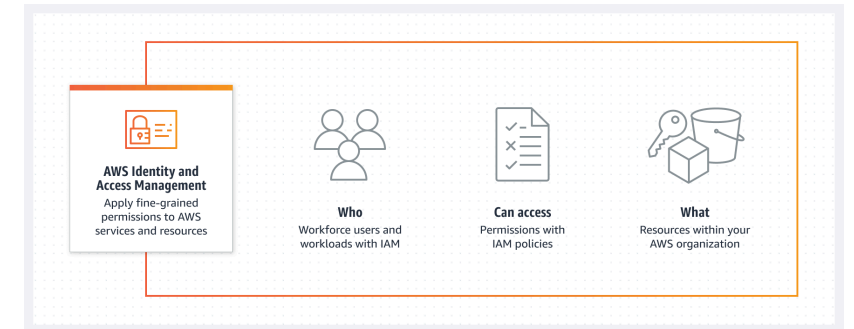 AWS Identity and
Access Management
Apply fine-grained
permissions to AWS
services and resources
Who
Workforce users and
workloads with IAM
Can access
Permissions with
IAM policies
What
Resources within your
AWS organization